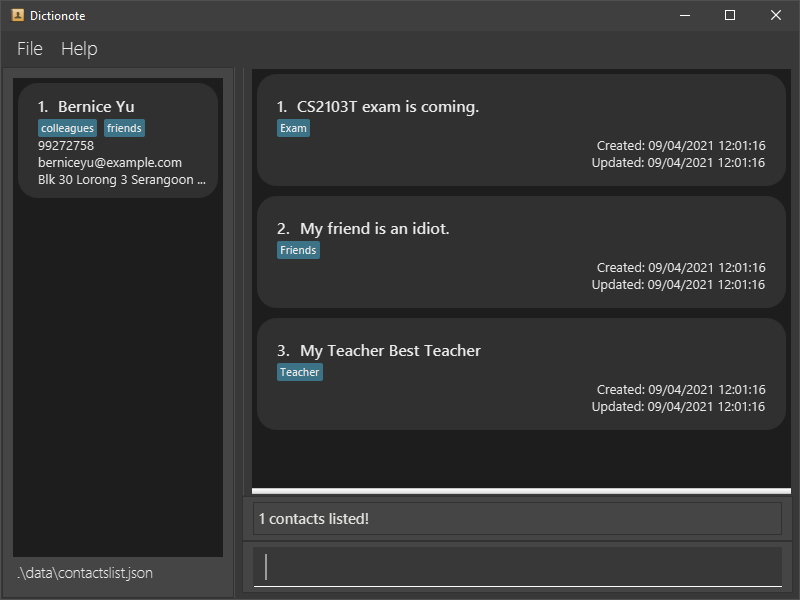 Dictionote
File Help
1. Bernice Yu
colleagues friends
99272758
berniceyu@example.com
Blk 30 Lorong 3 Serangoon ...
.\data\contactslist.json
1. CS2103T exam is coming.
Exam
Created: 09/04/2021 12:01:16
Updated: 09/04/2021 12:01:16
2. My friend is an idiot.
Friends
Created: 09/04/2021 12:01:16
Updated: 09/04/2021 12:01:16
3. My Teacher Best Teacher
Teacher
Created: 09/04/2021 12:01:16
Updated: 09/04/2021 12:01:16
1 contacts listed!